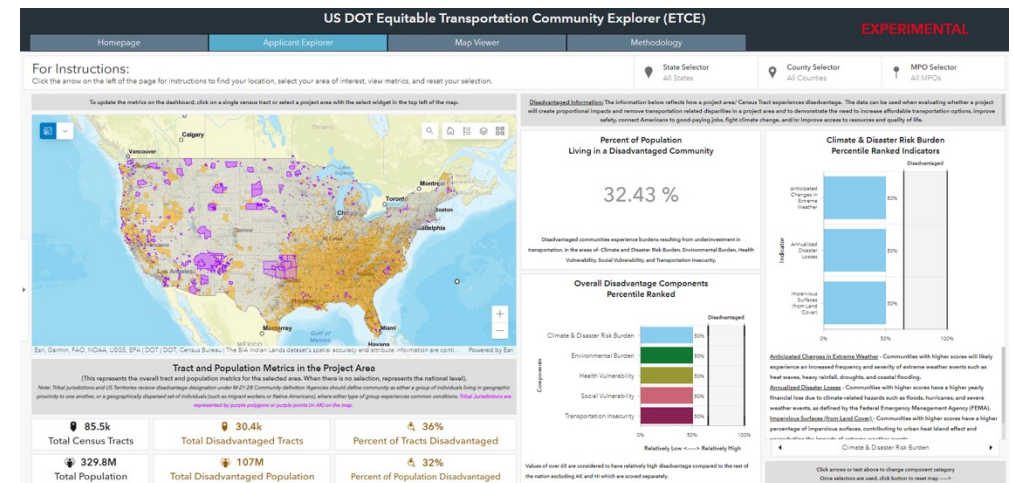 US DOT Equitable Transportation Community Explorer (ETCE)
EXPERIMENTAL
Homepage
Applicant Explorer
Map Viewer
Methodology
For Instructions:
Click the arrow on the left of the page for instructions to find your location, select your area of interest, view metrics, and reset your selection.
State Selector
All States
County Selector
All Counties
MPO Selector
All MPOs
To update the metrics on the dashboard, click on a single census tract or select a project area with the select widget in the top left of the map.
Calgary
Ontario
Vancouver
Montreal
Toronto
Boston
Chi
adelphia
Denver
St Louis
Los Angeles
Houston
Monterrey
Gulf of
Miami
MÉXICO
Havana
Esri, Garmin, FAO, NOAA, USGS, EPA | DOT | DOT, Census Bureau | The BIA Indian Lands dataset's spatial accuracy and attribute information are conti... Powered by Esri
Tract and
Population Metrics in the Project
Area
(This represents the overall tract and population metrics for the selected area. When there is no selection, represents the national level).
Note: Tribal jurisdictions and US Territories receive disadvantage designation under M-21-28 Community definition Agencies should define community as either a group of individuals living in geographic
proximity to one another, or a geographically dispersed set of individuals (such as migrant workers or Native Americans), where either type of group experiences common conditions. Tribal Jurisdictions are
represented by purple polygons or purple points (in AK) on the map.
85.5k
Total Census Tracts
30.4k
Total Disadvantaged Tracts
36%
Percent of Tracts Disadvantaged
329.8M
Total Population
107M
Total Disadvantaged Population
32%
Percent of Population Disadvantaged
Disadvantaged Information: The information below reflects how a project area/ Census Tract experiences disadvantage. The data can be used when evaluating whether a project
will create proportional impacts and remove transportation related disparities in a project area and to demonstrate the need to increase affordable transportation options, improve
safety, connect Americans to good-paying jobs, fight climate change, and/or improve access to resources and quality of life.
Percent of Population
Living in a Disadvantaged Community
32.43 %
Disadvantaged communities experience burdens resulting from underinvestment in
transportation, in the areas of- Climate and Disaster Risk Burden, Environmental Burden, Health
Vulnerability, Social Vulnerability, and Transportation Insecurity.
Overall Disadvantage Components
Percentile Ranked
Disadvantaged
Components
Climate & Disaster Risk Burden 50%
Environmental Burden 50%
Health Vulnerability 50%
Social Vulnerability 50%
Transportation Insecurity 50%
0% 50% 100%
Relatively Low <----> Relatively High
Values of over 65 are considered to have relatively high disadvantage compared to the rest of
the nation excluding AK and HI which are scored separately.
Climate & Disaster Risk Burden
Percentile Ranked Indicators
Disadvantaged
Indicator
Anticipated
Changes in
Extreme
Weather
50%
Annualized
Disaster
Losses
50%
Impervious
Surfaces
(from Land
Cover)
50%
0% 50% 100%
Anticipated Changes in Extreme Weather - Communities with higher scores will likely
experience an increased frequency and severity of extreme weather events such as
heat waves, heavy rainfall, droughts, and coastal flooding.
Annualized Disaster Losses - Communities with higher scores have a higher yearly
financial loss due to climate-related hazards such as floods, hurricanes, and severe
weather events, as defined by the Federal Emergency Management Agency (FEMA).
Impervious Surfaces (from Land Cover) - Communities with higher scores have a higher
percentage of impervious surfaces, contributing to urban heat island effect and
Climate & Disaster Risk Burden
Click arrows or text above to change component category
Once selectors are used, click button to reset map ---->